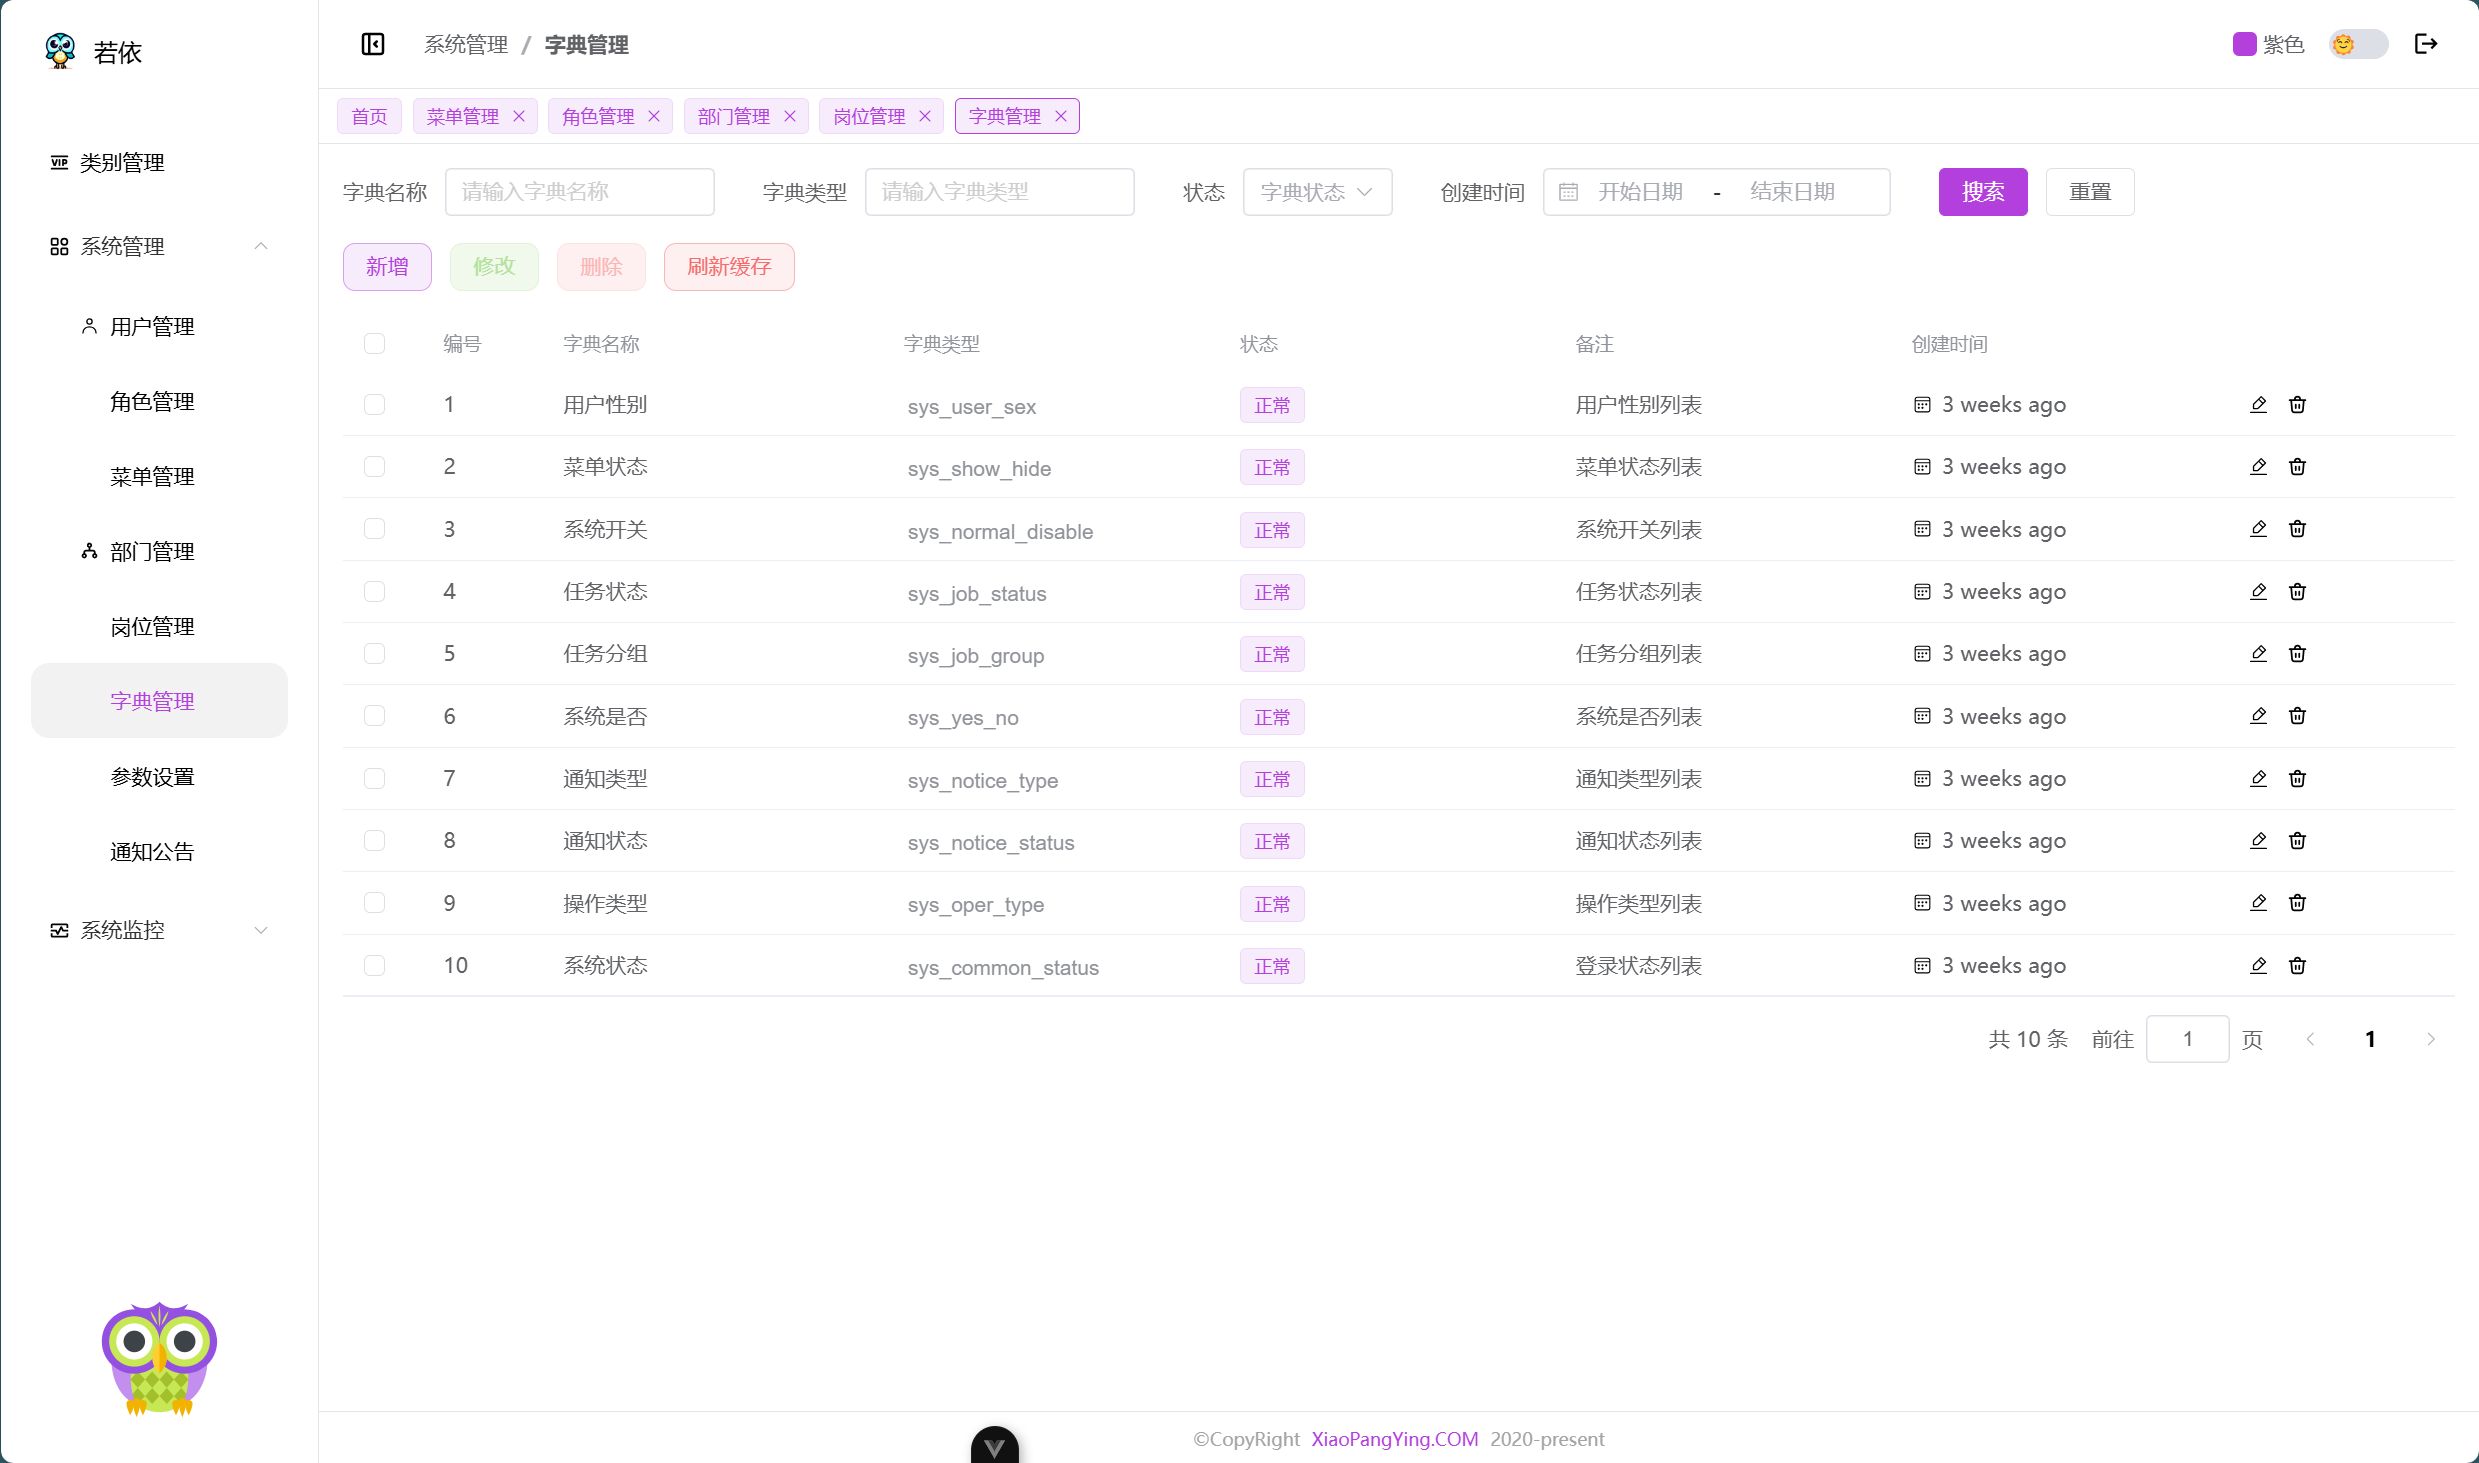 若依
系统管理 / 字典管理
紫色
首页 菜单管理 角色管理 部门管理 岗位管理 字典管理
VIP 类别管理
系统管理
用户管理
角色管理
菜单管理
部门管理
岗位管理
字典管理
参数设置
通知公告
系统监控
字典名称 请输入字典名称 字典类型 请输入字典类型 状态 字典状态 创建时间 开始日期 - 结束日期 搜索 重置
新增 修改 删除 刷新缓存
编号 字典名称 字典类型 状态 备注 创建时间
1 用户性别 sys_user_sex 正常 用户性别列表 3 weeks ago
2 菜单状态 sys_show_hide 正常 菜单状态列表 3 weeks ago
3 系统开关 sys_normal_disable 正常 系统开关列表 3 weeks ago
4 任务状态 sys_job_status 正常 任务状态列表 3 weeks ago
5 任务分组 sys_job_group 正常 任务分组列表 3 weeks ago
6 系统是否 sys_yes_no 正常 系统是否列表 3 weeks ago
7 通知类型 sys_notice_type 正常 通知类型列表 3 weeks ago
8 通知状态 sys_notice_status 正常 通知状态列表 3 weeks ago
9 操作类型 sys_oper_type 正常 操作类型列表 3 weeks ago
10 系统状态 sys_common_status 正常 登录状态列表 3 weeks ago
共 10 条 前往 1 页 1
©CopyRight XiaoPangYing.COM 2020-present